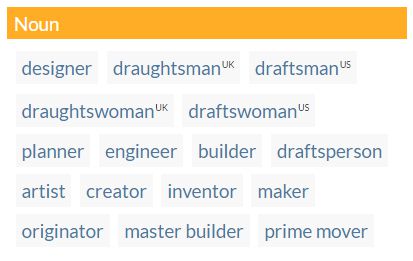 Noun
designer draughtsmanUK draftsmanUS
draughtswomanUK draftswomanUS
planner engineer builder draftsperson
artist creator inventor maker
originator master builder prime mover